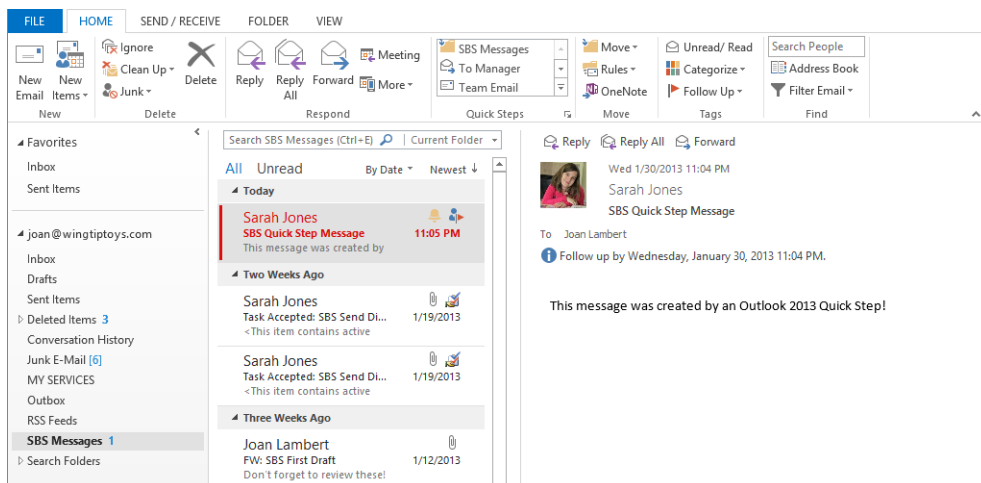 FILE HOME SEND / RECEIVE FOLDER VIEW
New Email
New Items
Ignore
Clean Up
Junk
Delete
Reply
Reply All
Forward
Meeting
More
SBS Messages
To Manager
Team Email
Move
Rules
OneNote
Unread/ Read
Categorize
Follow Up
Search People
Address Book
Filter Email
New Delete Respond Quick Steps Move Tags Find
Favorites
Inbox
Sent Items
joan@wingtiptoys.com
Inbox
Drafts
Sent Items
Deleted Items 3
Conversation History
Junk E-Mail [6]
MY SERVICES
Outbox
RSS Feeds
SBS Messages 1
Search Folders
Search SBS Messages (Ctrl+E) Current Folder
All Unread By Date Newest ↓
Today
Sarah Jones
SBS Quick Step Message 11:05 PM
This message was created by
Two Weeks Ago
Sarah Jones
Task Accepted: SBS Send Di... 1/19/2013
<This item contains active
Sarah Jones
Task Accepted: SBS Send Di... 1/19/2013
<This item contains active
Three Weeks Ago
Joan Lambert
FW: SBS First Draft 1/12/2013
Don't forget to review these!
Reply Reply All Forward
Wed 1/30/2013 11:04 PM
Sarah Jones
SBS Quick Step Message
To Joan Lambert
Follow up by Wednesday, January 30, 2013 11:04 PM.
This message was created by an Outlook 2013 Quick Step!